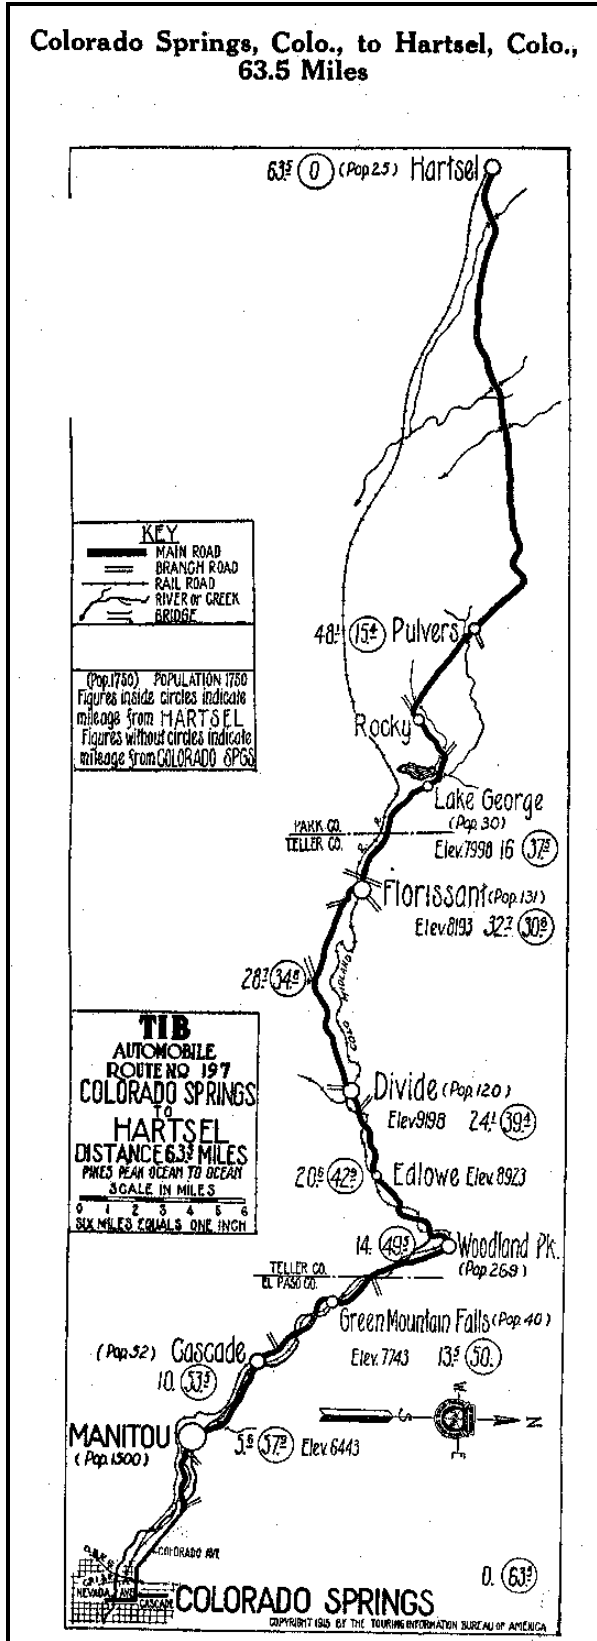 Colorado Springs, Colo., to Hartsel, Colo.,
63.5 Miles
63.5 0 (Pop 25) Hartsel
KEY
MAIN ROAD
BRANCH ROAD
RAIL ROAD
RIVER or CREEK
BRIDGE
48.1 15.4 Pulvers
(Pop. 1750) POPULATION 1750
Figures inside circles indicate
mileage from HARTSEL
Figures without circles indicate
mileage from COLORADO SPGS
Rocky
Lake George
(Pop. 30)
PARK CO.
TELLER CO.
Elev. 7998 16 37.5
Florissant (Pop. 131)
Elev 8193 32.7 30.8
28.7 34.8
COLO MIDLAND
TIB
AUTOMOBILE
ROUTE NO 197
COLORADO SPRINGS
TO
HARTSEL
DISTANCE 63.5 MILES
PIKES PEAK OCEAN TO OCEAN
SCALE IN MILES
0 1 2 3 4 5 6
SIX MILES EQUALS ONE INCH
Divide (Pop. 120)
Elev 9198 24.1 39.4
20.6 42.9 Edlowe Elev. 8923
14. 49.5 Woodland Pk.
(Pop. 269)
TELLER CO.
EL PASO CO.
Green Mountain Falls (Pop. 40)
Elev. 7743 13.5 50.
(Pop. 52) Cascade
10. 53.5
W
S N
E
MANITOU
(Pop. 1500)
5.6 57.9 Elev. 6443
COLORADO AVE
NEVADA AVE
CASCADE
0. 63.5
COLORADO SPRINGS
COPYRIGHT 1915 BY THE TOURING INFORMATION BUREAU OF AMERICA